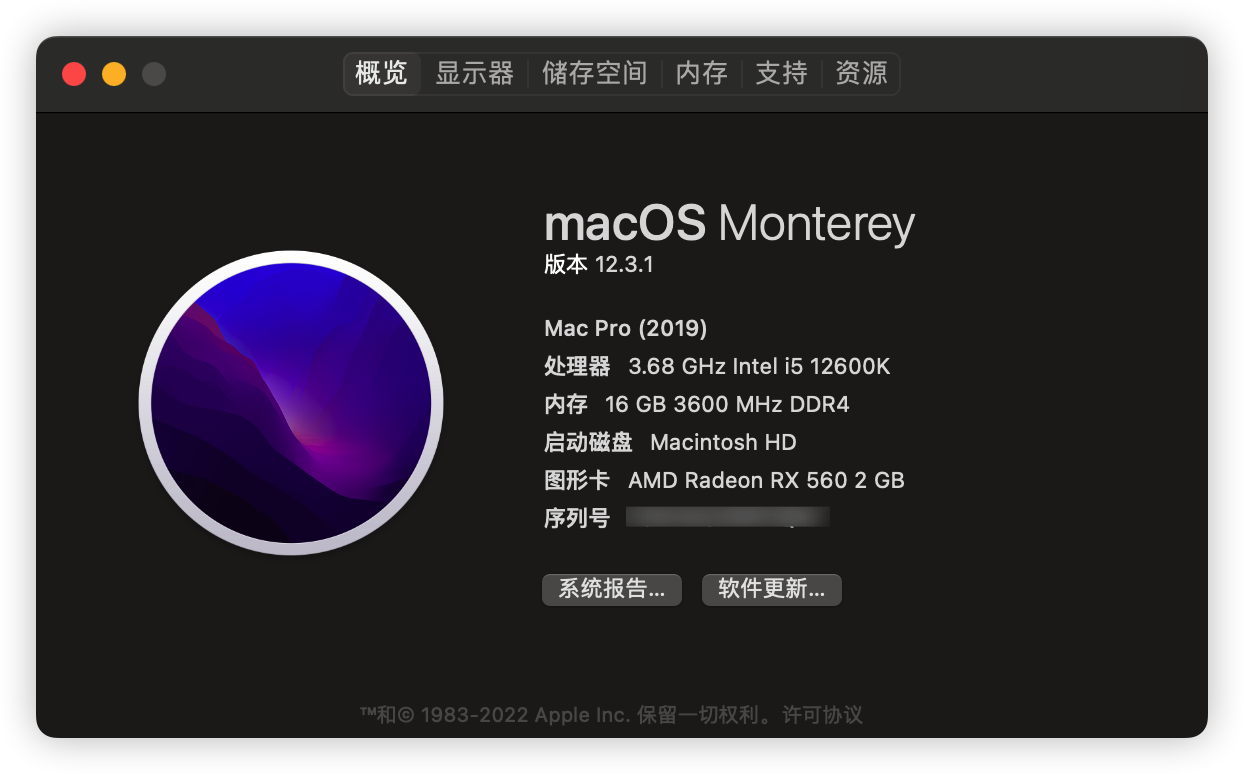 概览 显示器 储存空间 内存 支持 资源
macOS Monterey
版本 12.3.1
Mac Pro (2019)
处理器 3.68 GHz Intel i5 12600K
内存 16 GB 3600 MHz DDR4
启动磁盘 Macintosh HD
图形卡 AMD Radeon RX 560 2 GB
序列号
系统报告... 软件更新...
™和© 1983-2022 Apple Inc. 保留一切权利。许可协议